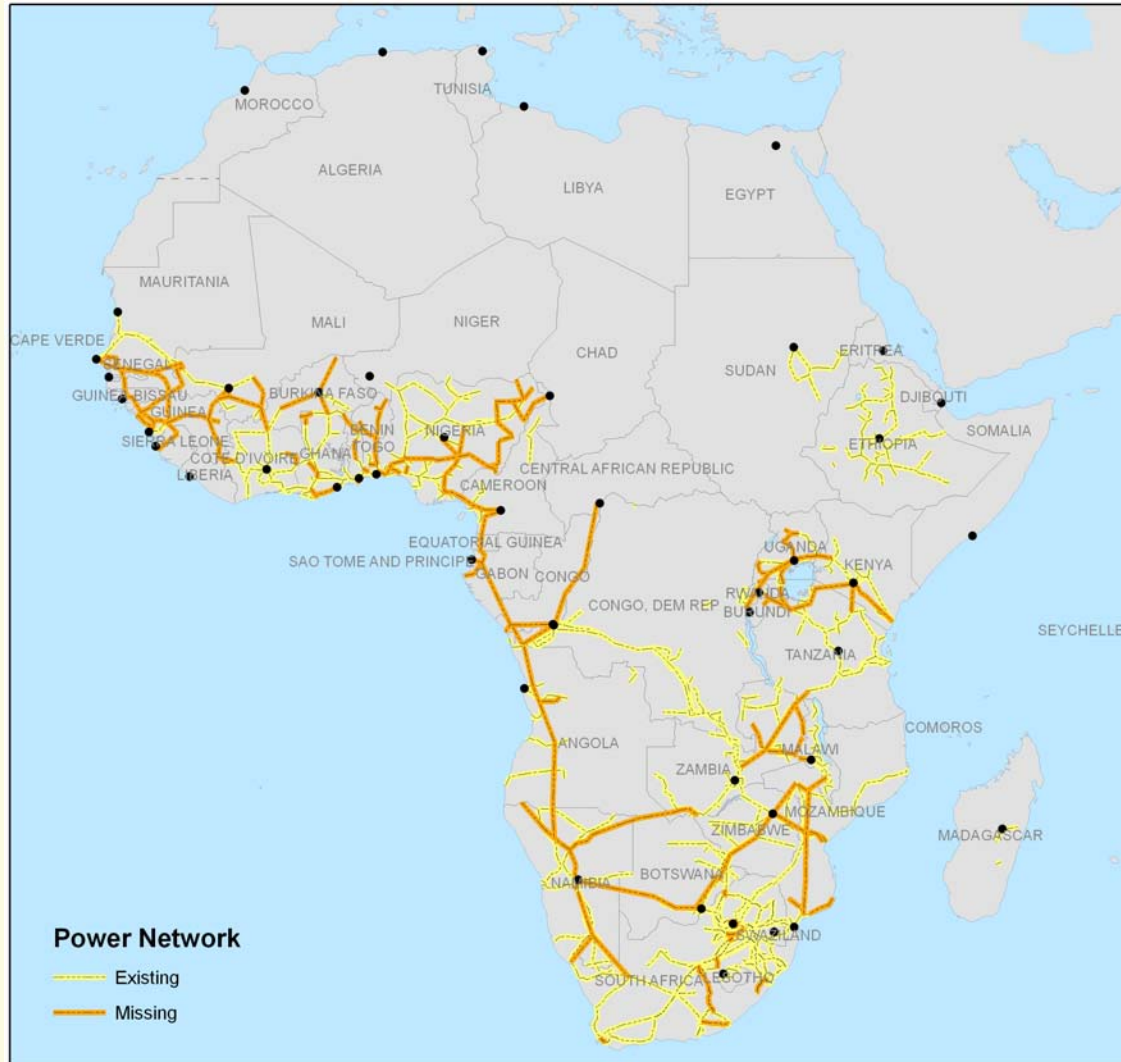 TUNISIA
MOROCCO
ALGERIA
LIBYA
EGYPT
MAURITANIA
MALI
NIGER
CHAD
SUDAN
ERITREA
CAPE VERDE
SENEGAL
GUINEA-BISSAU
GUINEA
BURKINA FASO
DJIBOUTI
SOMALIA
ETHIOPIA
NIGERIA
BENIN
TOGO
GHANA
SIERRA LEONE
COTE D'IVOIRE
LIBERIA
CENTRAL AFRICAN REPUBLIC
CAMEROON
EQUATORIAL GUINEA
SAO TOME AND PRINCIPE
GABON
CONGO
UGANDA
KENYA
RWANDA
CONGO, DEM REP
BURUNDI
SEYCHELLE
TANZANIA
COMOROS
ANGOLA
MALAWI
ZAMBIA
MOZAMBIQUE
ZIMBABWE
MADAGASCAR
BOTSWANA
NAMIBIA
SWAZILAND
SOUTH AFRICA
LESOTHO
Power Network
Existing
Missing